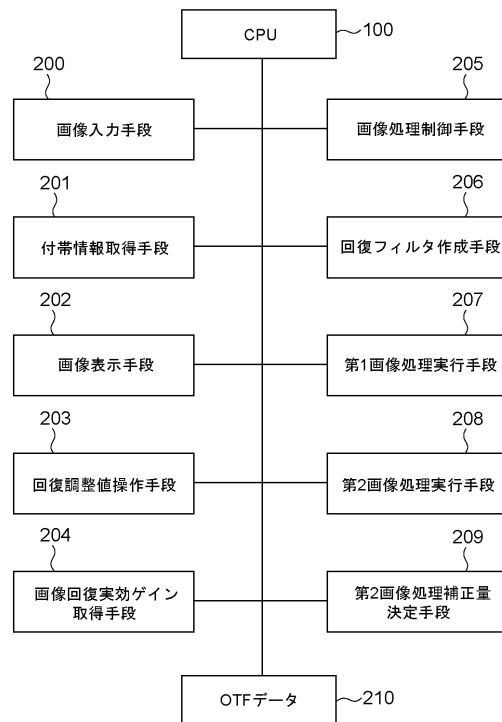 CPU
100
200
画像入力手段
205
画像処理制御手段
201
付帯情報取得手段
206
回復フィルタ作成手段
202
画像表示手段
207
第1画像処理実行手段
203
回復調整値操作手段
208
第2画像処理実行手段
204
画像回復実効ゲイン
取得手段
209
第2画像処理補正量
決定手段
OTFデータ
210